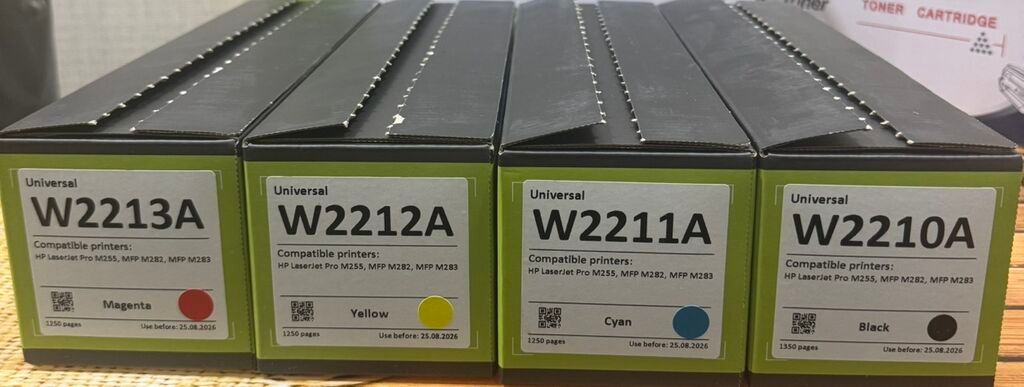 TONER CARTRIDGE
Universal
W2213A
Compatible printers:
HP LaserJet Pro M255, MFP M282, MFP M283
Magenta
1250 pages
Use before: 25.08.2026
Universal
W2212A
Compatible printers:
HP LaserJet Pro M255, MFP M282, MFP M283
Yellow
1250 pages
Use before: 25.08.2026
Universal
W2211A
Compatible printers:
HP LaserJet Pro M255, MFP M282, MFP M283
Cyan
1250 pages
Use before: 25.08.2026
Universal
W2210A
Compatible printers:
HP LaserJet Pro M255, MFP M282, MFP M283
Black
1350 pages
Use before: 25.08.2026